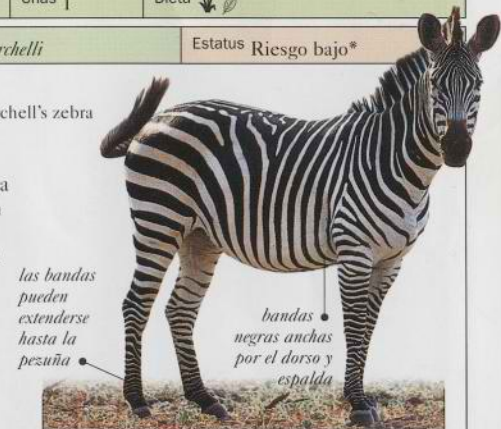 Dieta
rchelli
Estatus Riesgo bajo*
chell's zebra
a
las bandas
pueden
extenderse
hasta la
pezuña
bandas
negras anchas
por el dorso y
espalda